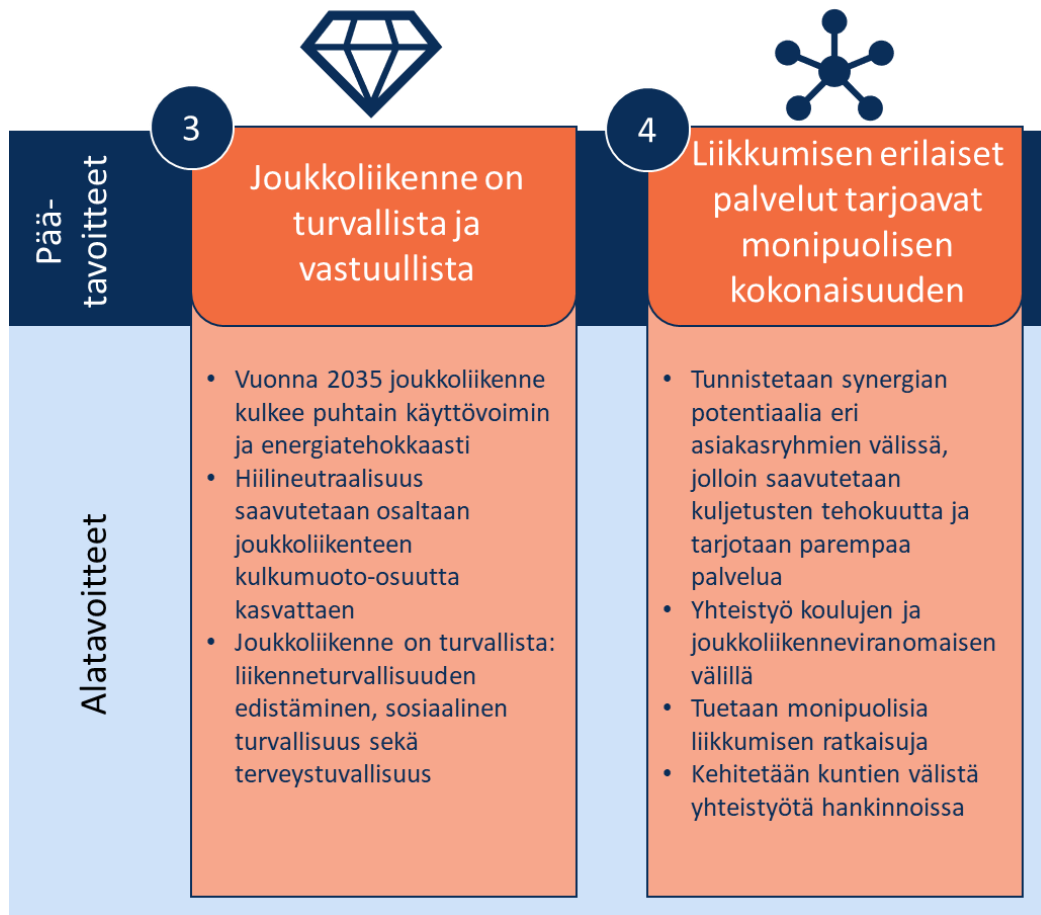 Pää-
tavoitteet
3
Joukkoliikenne on
turvallista ja
vastuullista
4
Liikkumisen erilaiset
palvelut tarjoavat
monipuolisen
kokonaisuuden
Alatavoitteet
• Vuonna 2035 joukkoliikenne
kulkee puhtain käyttövoimin
ja energiatehokkaasti
• Hiilineutraalisuus
saavutetaan osaltaan
joukkoliikenteen
kulkumuoto-osuutta
kasvattaen
• Joukkoliikenne on turvallista:
liikenneturvallisuuden
edistäminen, sosiaalinen
turvallisuus sekä
terveystuvallisuus
• Tunnistetaan synergian
potentiaalia eri
asiakasryhmien välissä,
jolloin saavutetaan
kuljetusten tehokuutta ja
tarjotaan parempaa
palvelua
• Yhteistyö koulujen ja
joukkoliikenneviranomaisen
välillä
• Tuetaan monipuolisia
liikkumisen ratkaisuja
• Kehitetään kuntien välistä
yhteistyötä hankinnoissa